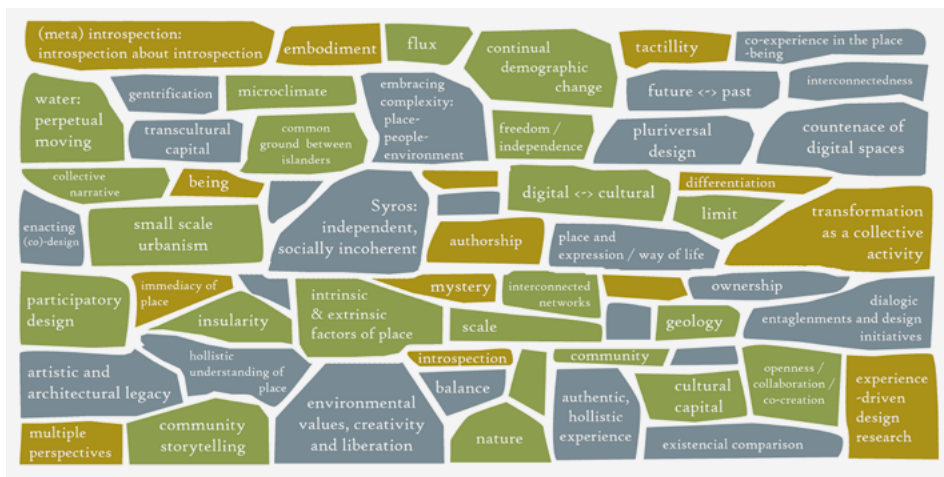 (meta) introspection:
introspection about introspection
embodiment
flux
continual
demographic
change
tactillity
co-experience in the place
-being
water:
perpetual
moving
gentrification
microclimate
embracing
complexity:
place-
people-
environment
future <-> past
interconnectedness
transcultural
capital
common
ground between
islanders
freedom /
independence
pluriversal
design
countenace of
digital spaces
collective
narrative
being
digital <-> cultural
differentiation
enacting
(co)-design
small scale
urbanism
Syros:
independent,
socially incoherent
authorship
place and
expression / way of life
limit
transformation
as a collective
activity
participatory
design
immediacy of
place
insularity
intrinsic
& extrinsic
factors of place
mystery
interconnected
networks
scale
geology
ownership
dialogic
entaglenments and design
initiatives
artistic and
architectural legacy
hollistic
understanding of
place
environmental
values, creativity
and liberation
introspection
balance
community
authentic,
hollistic
experience
cultural
capital
openness /
collaboration /
co-creation
experience
-driven
design
research
multiple
perspectives
community
storytelling
nature
existencial comparison